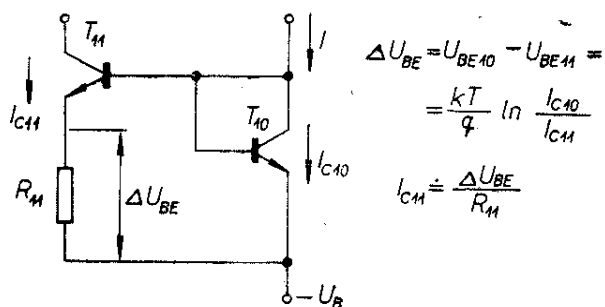 T11
I
IC11
T10
IC10
R11
ΔUBE
− UB
ΔUBE = UBE10 − UBE11 =
= kT/q ln IC10/IC11
IC11 ≐ ΔUBE/R11